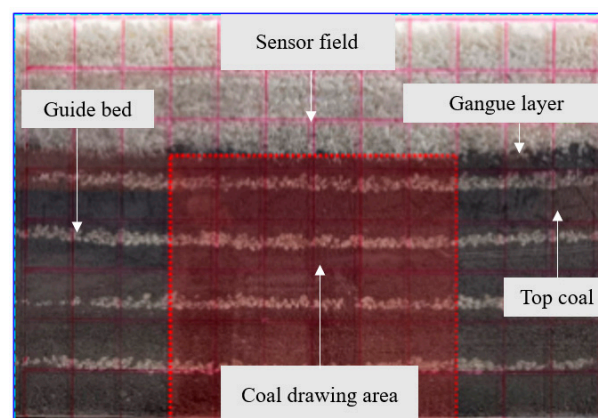 Sensor field
Guide bed
Gangue layer
Top coal
Coal drawing area